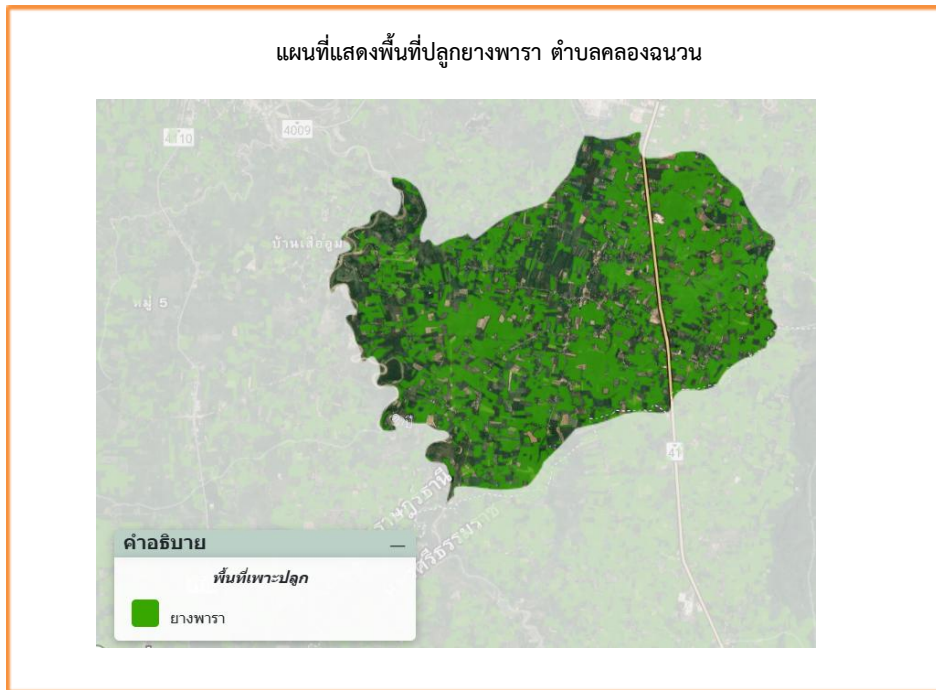 แผนที่แสดงพื้นที่ปลูกยางพารา ตำบลคลองฉนวน
4009
4110
บ้านเสืออูม
หมู่ 5
41
คำอธิบาย
พื้นที่เพาะปลูก
ยางพารา